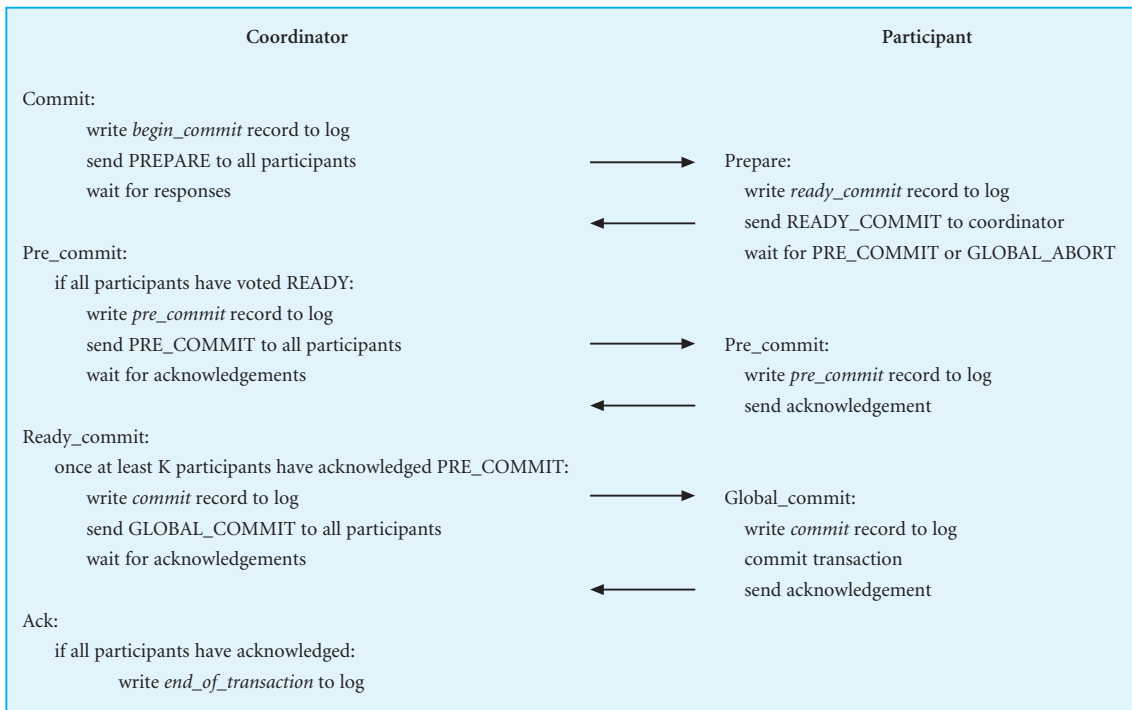 Coordinator
Participant
Commit:
write begin_commit record to log
send PREPARE to all participants
wait for responses
Prepare:
write ready_commit record to log
send READY_COMMIT to coordinator
wait for PRE_COMMIT or GLOBAL_ABORT
Pre_commit:
if all participants have voted READY:
write pre_commit record to log
send PRE_COMMIT to all participants
wait for acknowledgements
Pre_commit:
write pre_commit record to log
send acknowledgement
Ready_commit:
once at least K participants have acknowledged PRE_COMMIT:
write commit record to log
send GLOBAL_COMMIT to all participants
wait for acknowledgements
Global_commit:
write commit record to log
commit transaction
send acknowledgement
Ack:
if all participants have acknowledged:
write end_of_transaction to log